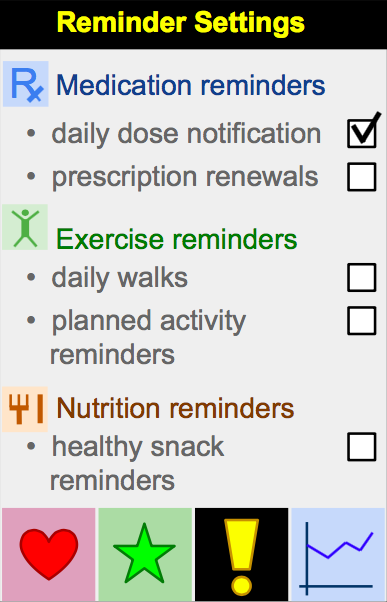 Reminder Settings
Rx Medication reminders
• daily dose notification
• prescription renewals
Exercise reminders
• daily walks
• planned activity
reminders
Nutrition reminders
• healthy snack
reminders